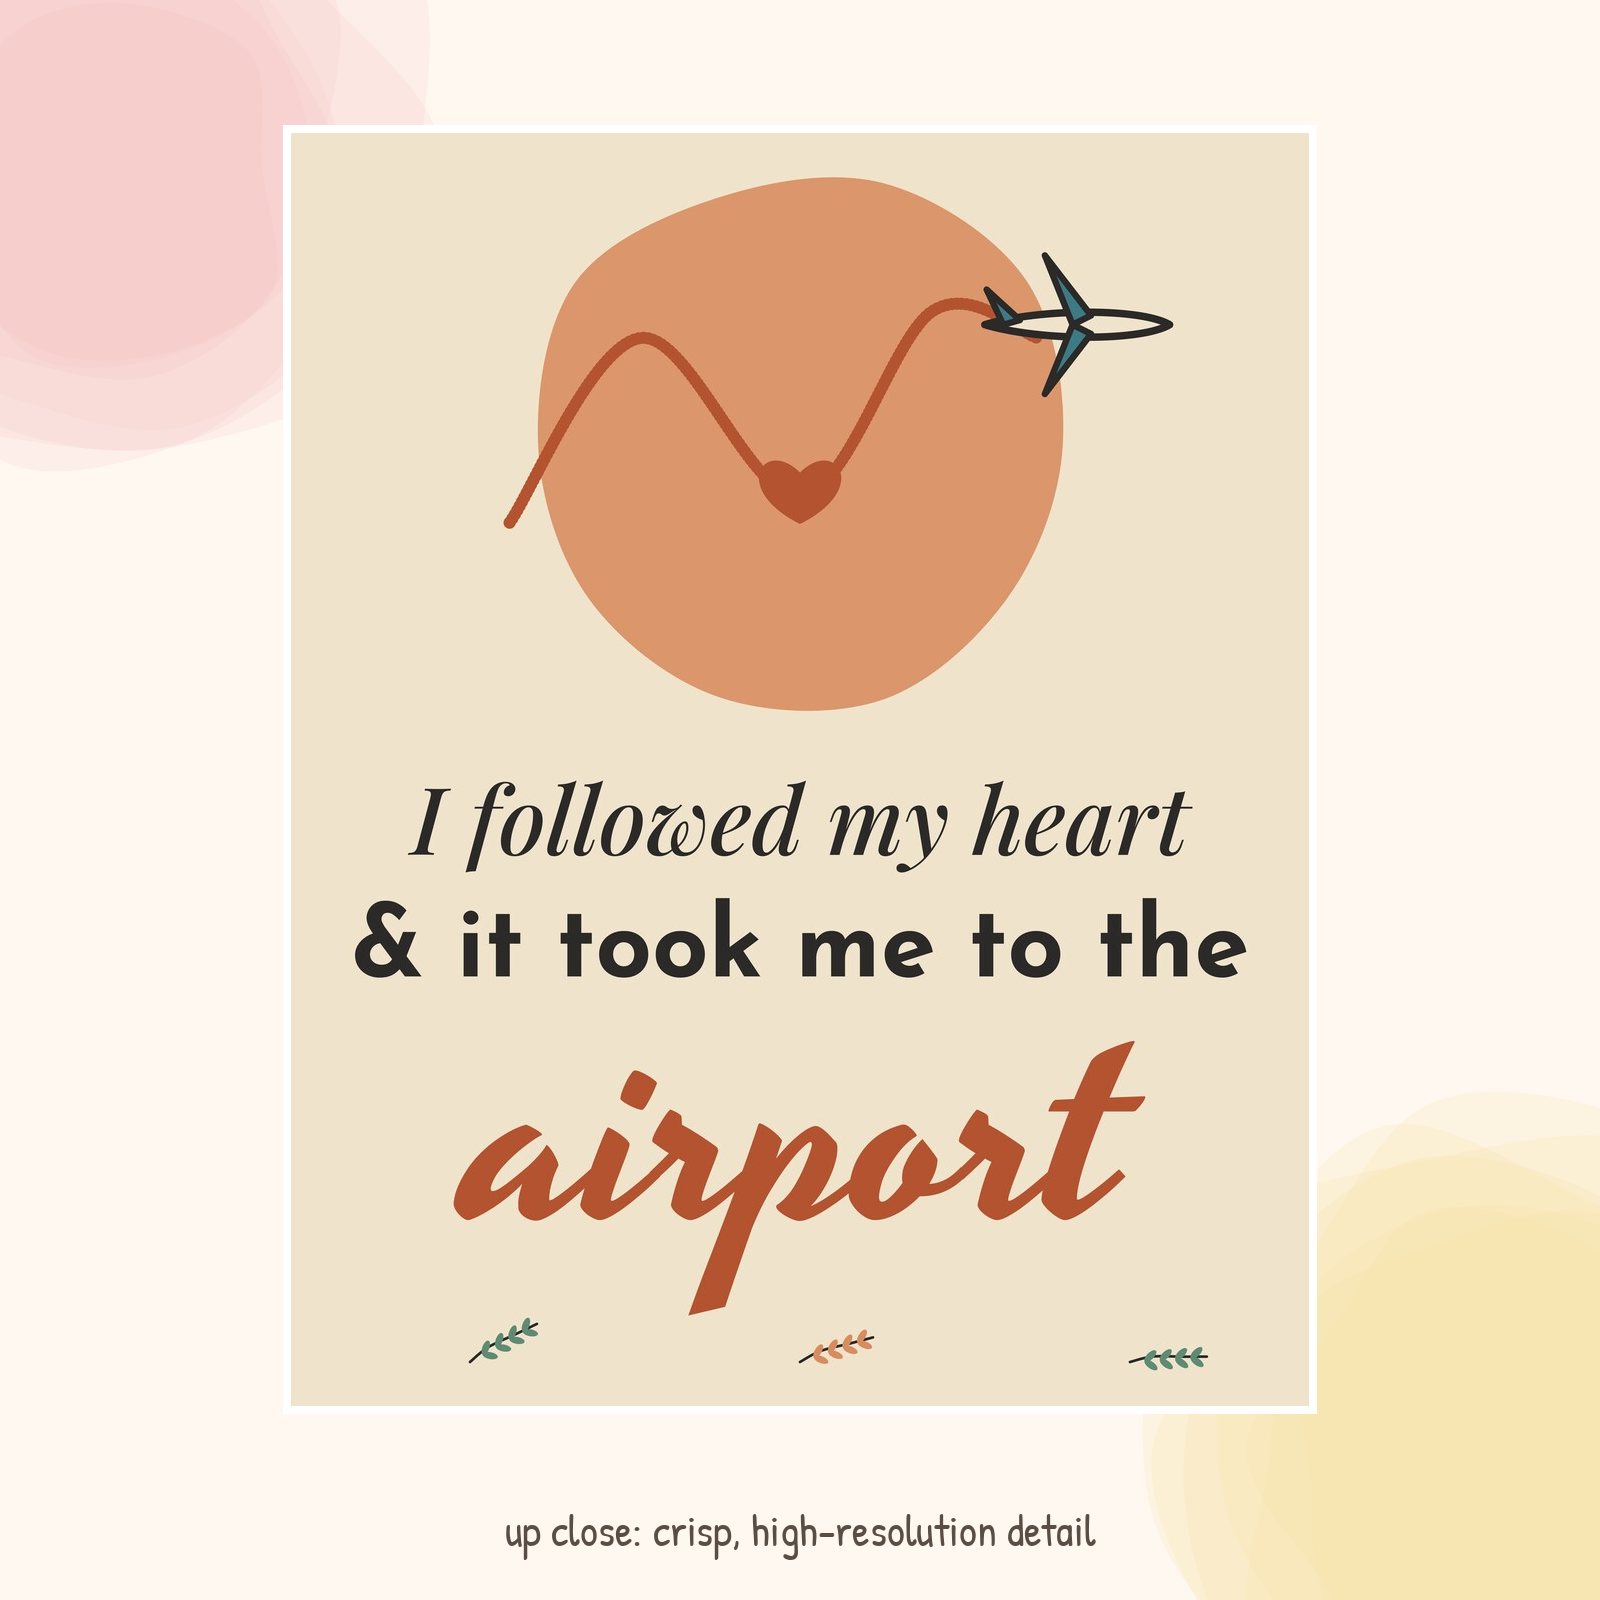 I followed my heart
& it took me to the
airport
up close: crisp, high-resolution detail